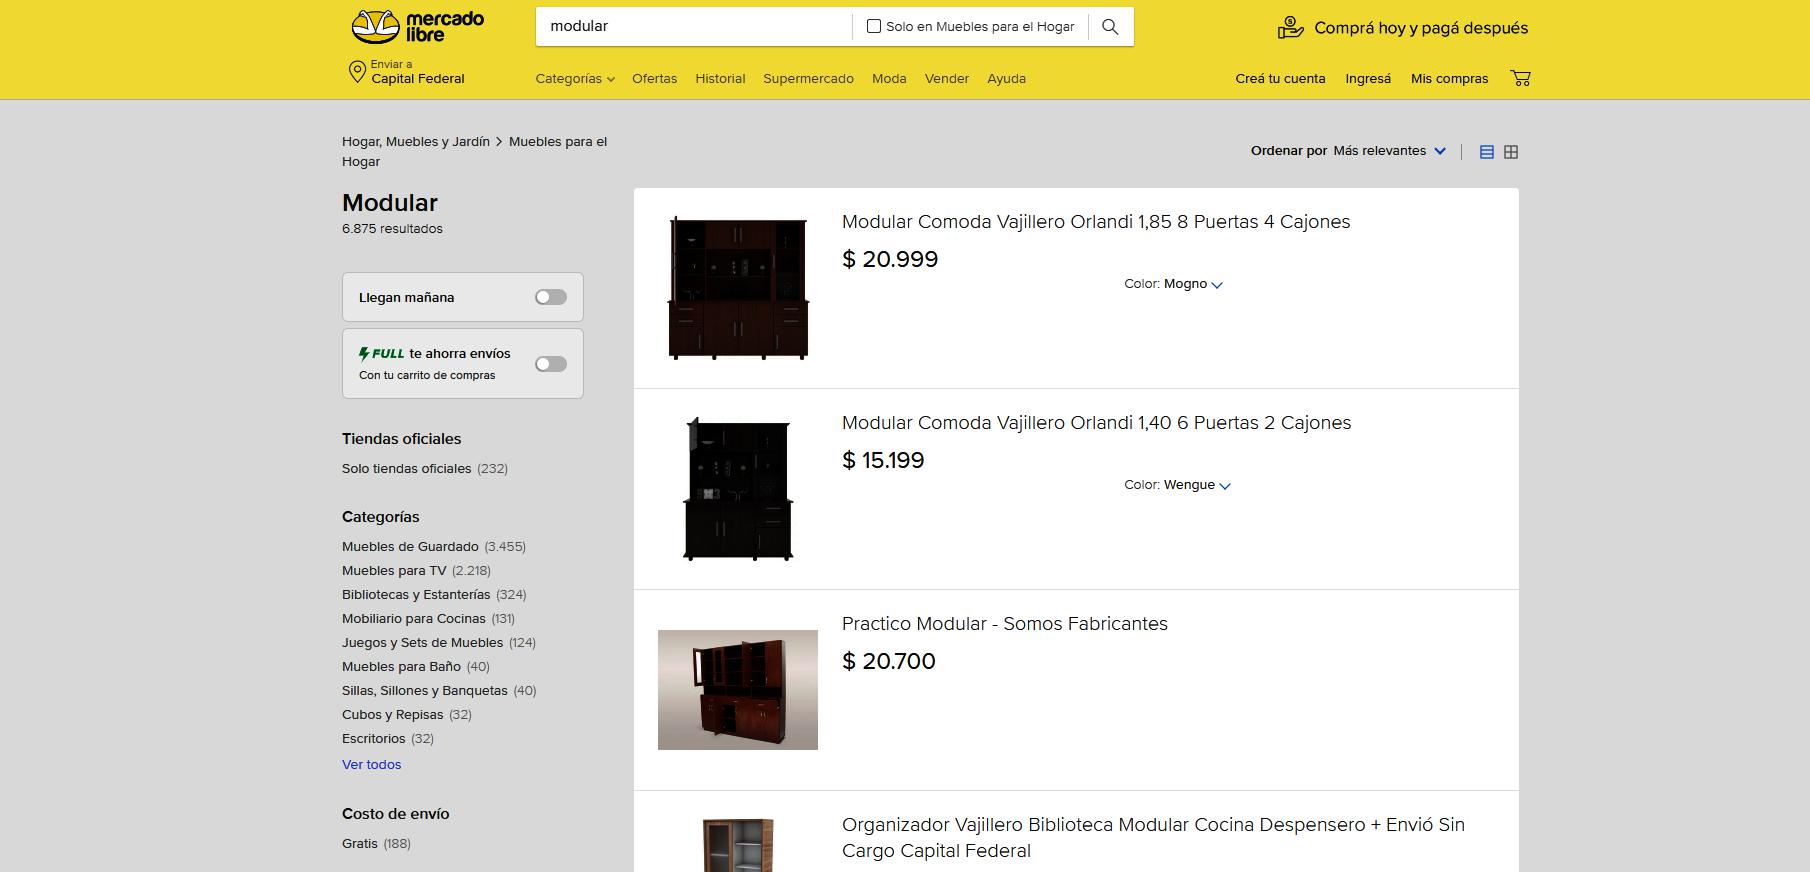 mercado
libre
modular
Solo en Muebles para el Hogar
Comprá hoy y pagá después
Enviar a
Capital Federal
Categorías
Ofertas
Historial
Supermercado
Moda
Vender
Ayuda
Creá tu cuenta
Ingresá
Mis compras
Hogar, Muebles y Jardín > Muebles para el
Hogar
Ordenar por Más relevantes
Modular
6.875 resultados
Llegan mañana
FULL te ahorra envíos
Con tu carrito de compras
Tiendas oficiales
Solo tiendas oficiales (232)
Categorías
Muebles de Guardado (3.455)
Muebles para TV (2.218)
Bibliotecas y Estanterías (324)
Mobiliario para Cocinas (131)
Juegos y Sets de Muebles (124)
Muebles para Baño (40)
Sillas, Sillones y Banquetas (40)
Cubos y Repisas (32)
Escritorios (32)
Ver todos
Costo de envío
Gratis (188)
Modular Comoda Vajillero Orlandi 1,85 8 Puertas 4 Cajones
$ 20.999
Color: Mogno
Modular Comoda Vajillero Orlandi 1,40 6 Puertas 2 Cajones
$ 15.199
Color: Wengue
Practico Modular - Somos Fabricantes
$ 20.700
Organizador Vajillero Biblioteca Modular Cocina Despensero + Envió Sin
Cargo Capital Federal